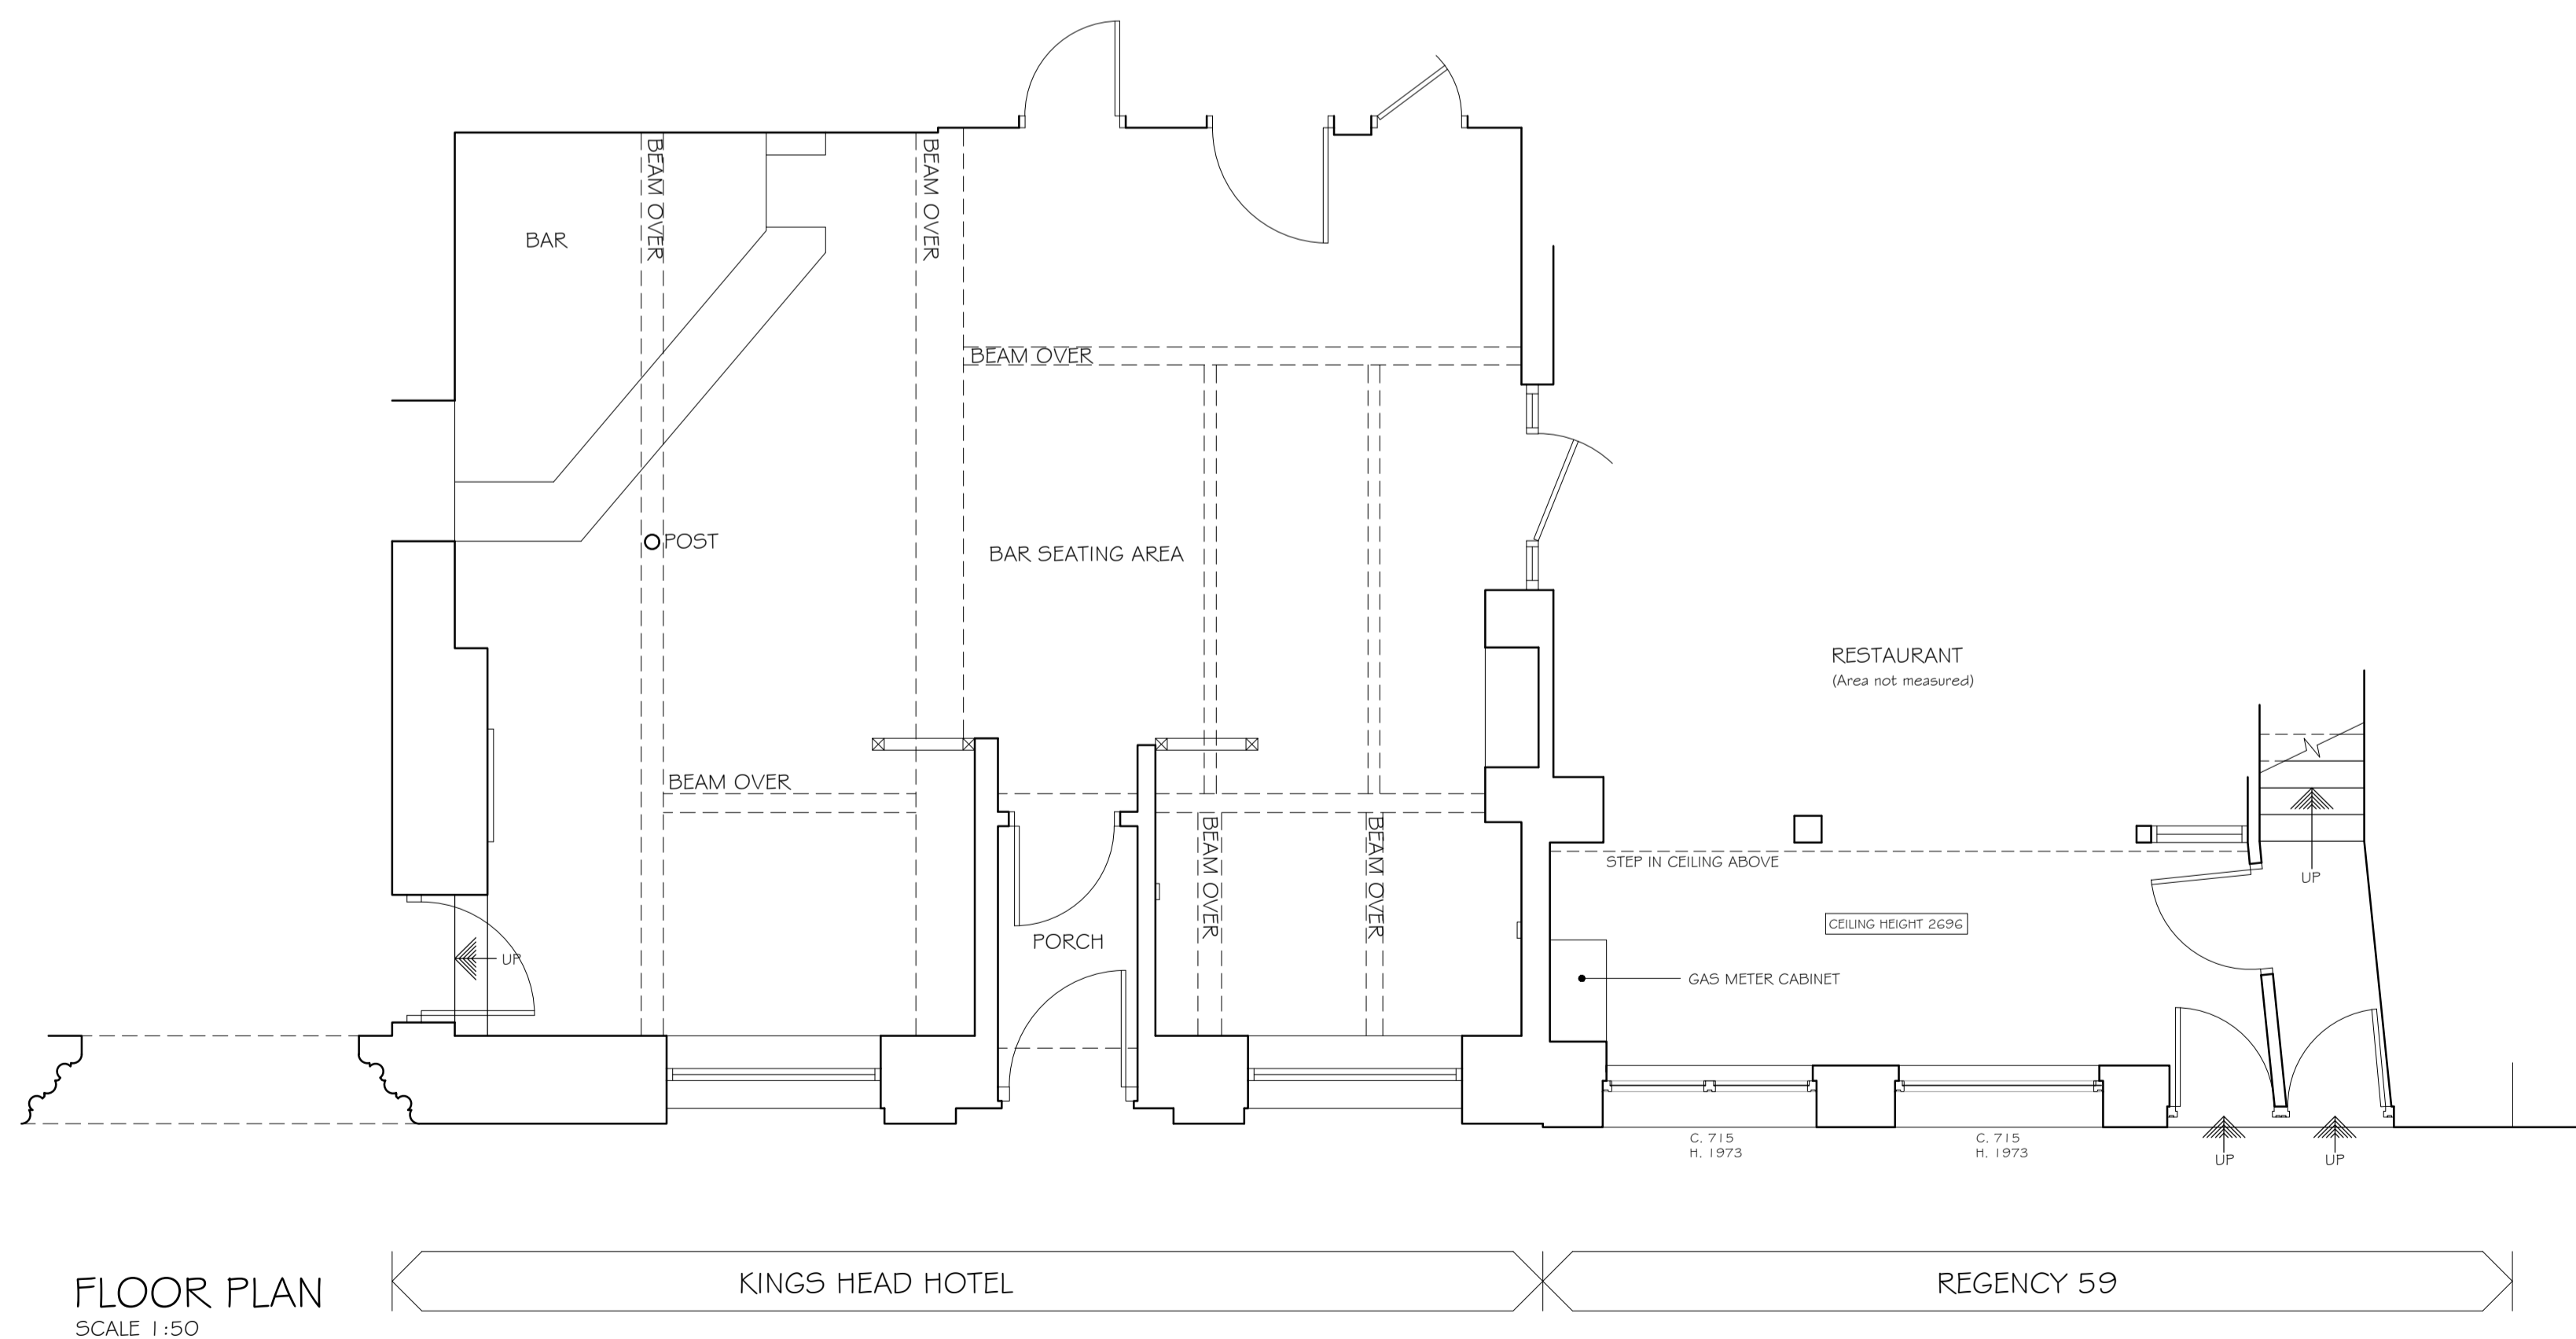 BEAM OVER
BEAM OVER
BAR
BEAM OVER
POST
BAR SEATING AREA
RESTAURANT
(Area not measured)
BEAM OVER
BEAM OVER
BEAM OVER
STEP IN CEILING ABOVE
UP
CEILING HEIGHT 2696
PORCH
UP
GAS METER CABINET
C. 715
H. 1973
C. 715
H. 1973
UP
UP
FLOOR PLAN
SCALE 1:50
KINGS HEAD HOTEL
REGENCY 59